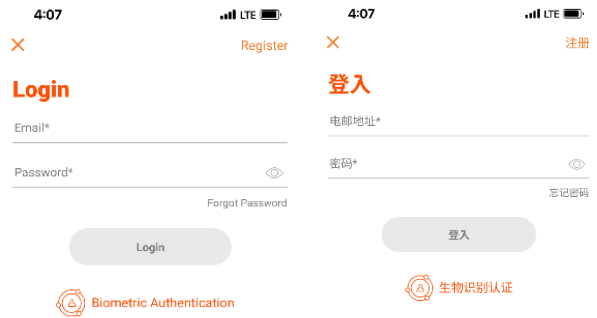 4:07
LTE
Register
Login
Email*
Password*
Forgot Password
Login
Biometric Authentication
4:07
LTE
注册
登入
电邮地址*
密码*
忘记密码
登入
生物识别认证